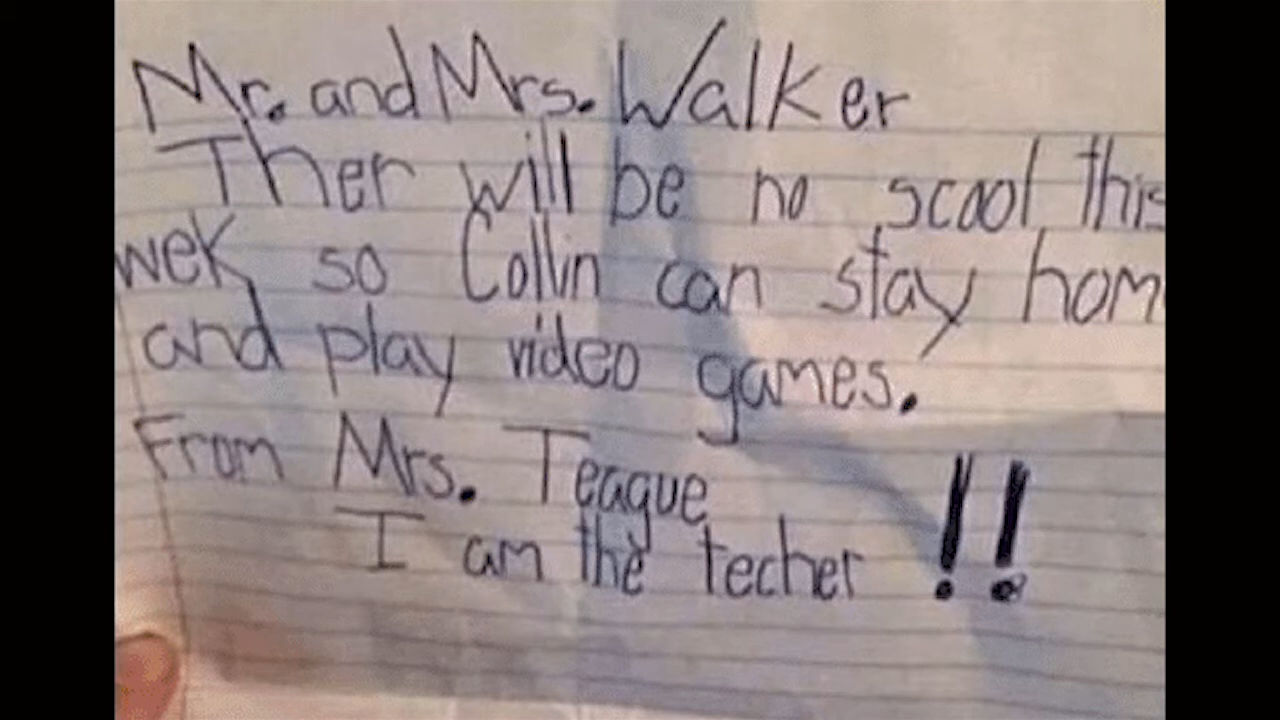 Mr. and Mrs. Walker
Ther will be no scool this
wek so Collin can stay hom
and play video games.
From Mrs. Teague
I am the techer !!